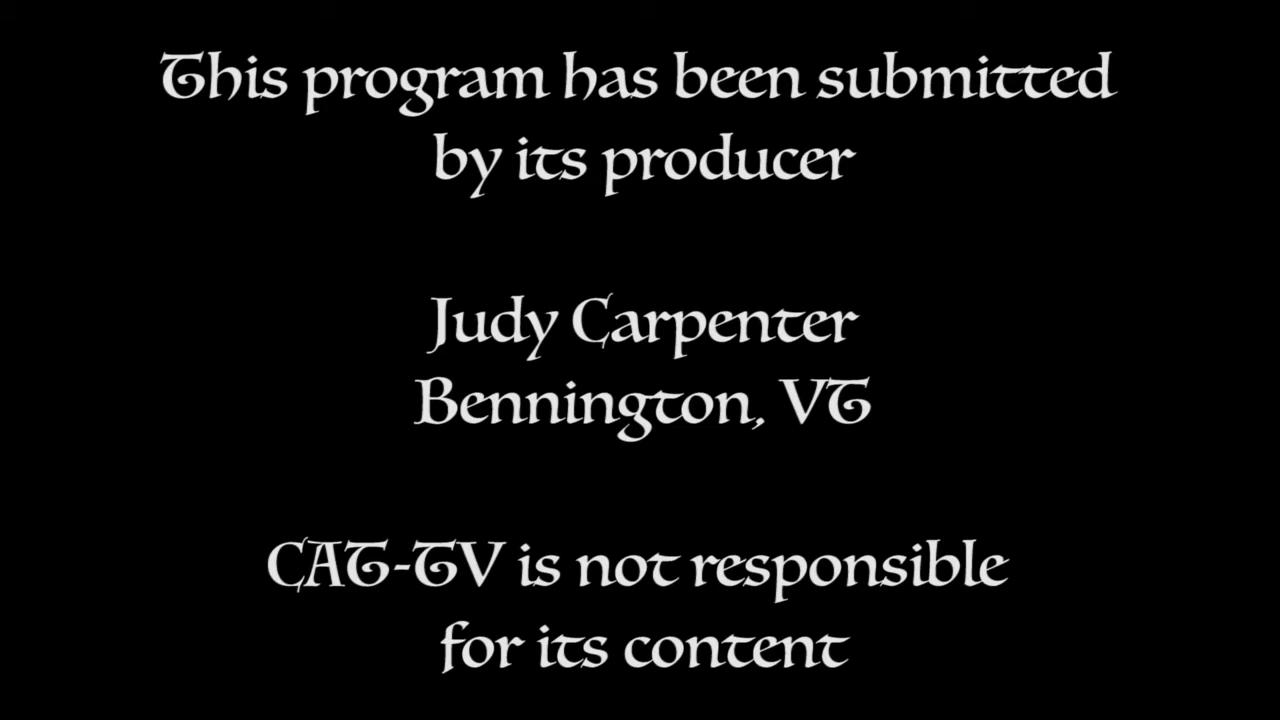 This program has been submitted
by its producer
Judy Carpenter
Bennington, VT
CAT-TV is not responsible
for its content